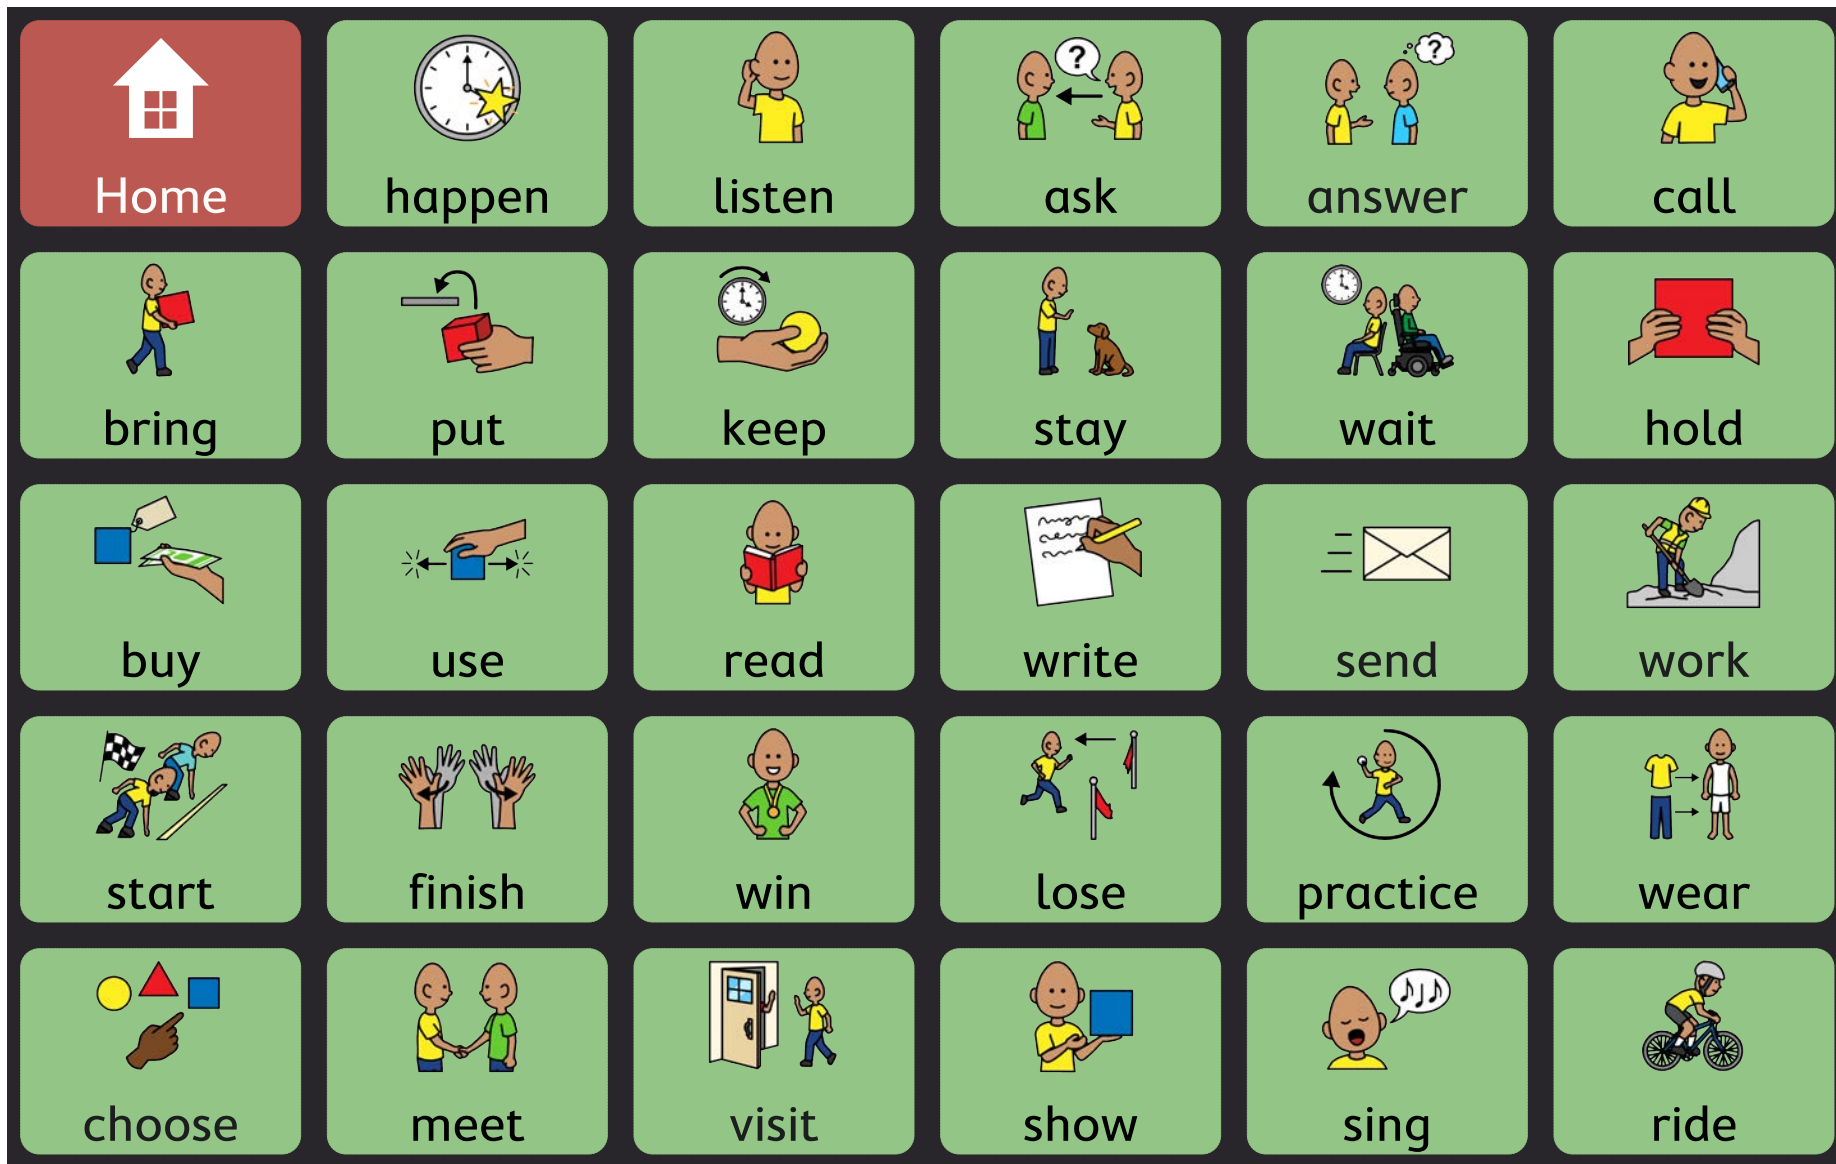 Home
happen
listen
ask
answer
call
bring
put
keep
stay
wait
hold
buy
use
read
write
send
work
start
finish
win
lose
practice
wear
choose
meet
visit
show
sing
ride